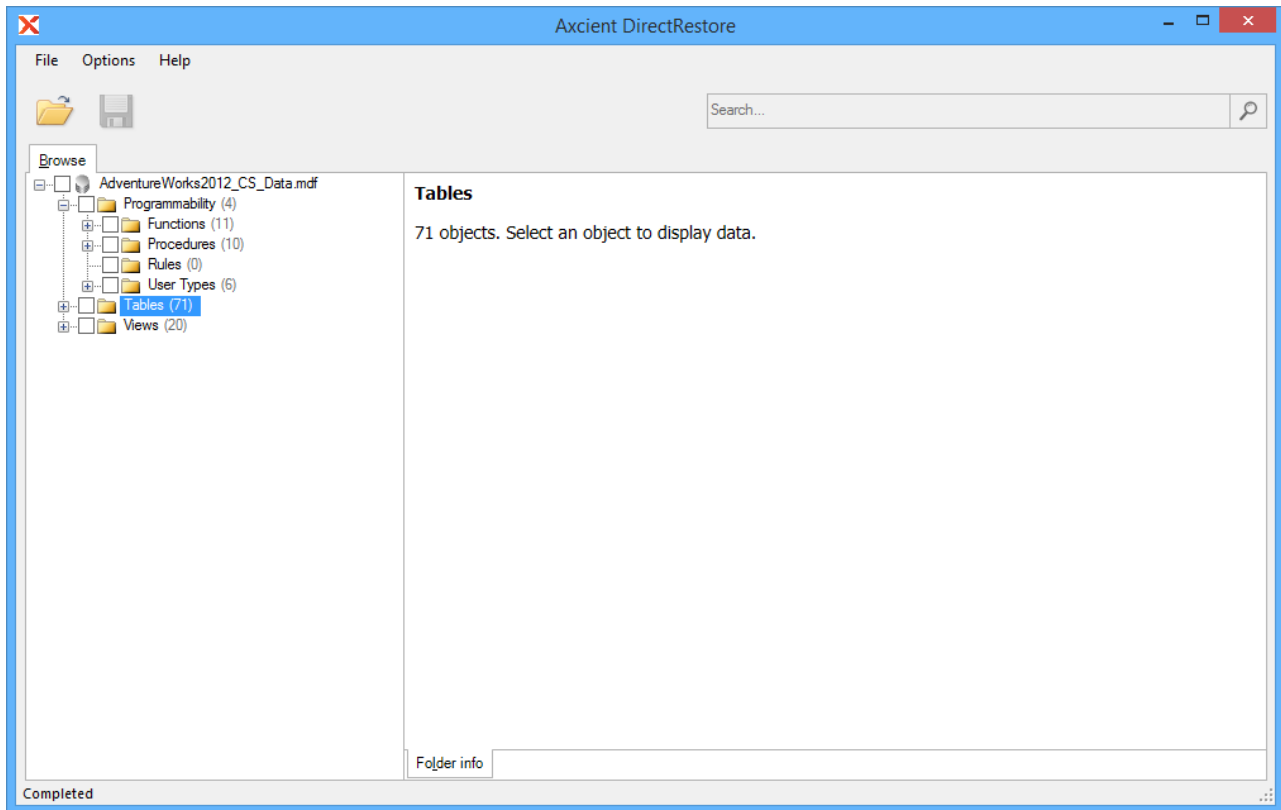 Axcient DirectRestore
File Options Help
Search...
Browse
AdventureWorks2012_CS_Data.mdf
Programmability (4)
Functions (11)
Procedures (10)
Rules (0)
User Types (6)
Tables (71)
Views (20)
Tables
71 objects. Select an object to display data.
Folder info
Completed